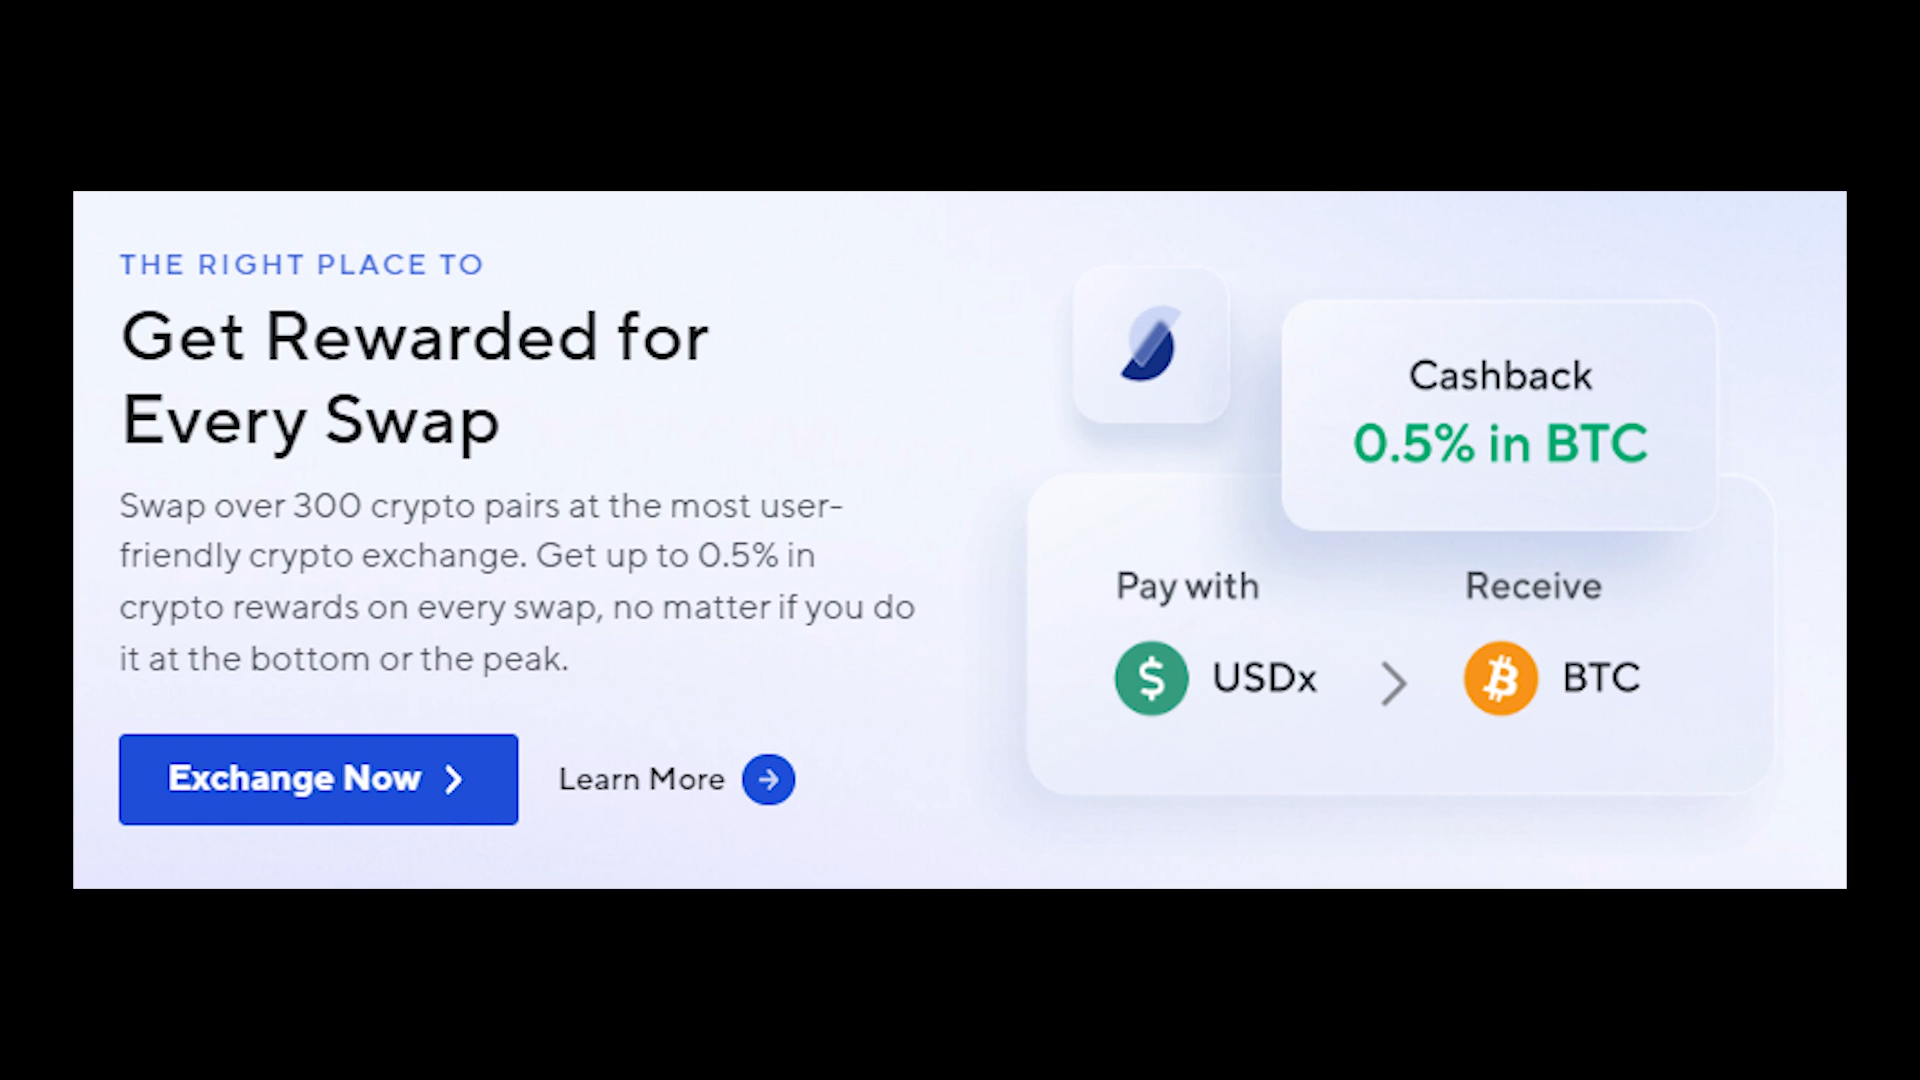 THE RIGHT PLACE TO
Get Rewarded for
Every Swap
Swap over 300 crypto pairs at the most user-
friendly crypto exchange. Get up to 0.5% in
crypto rewards on every swap, no matter if you do
it at the bottom or the peak.
Exchange Now
Learn More
Cashback
0.5% in BTC
Pay with
Receive
USDx
BTC